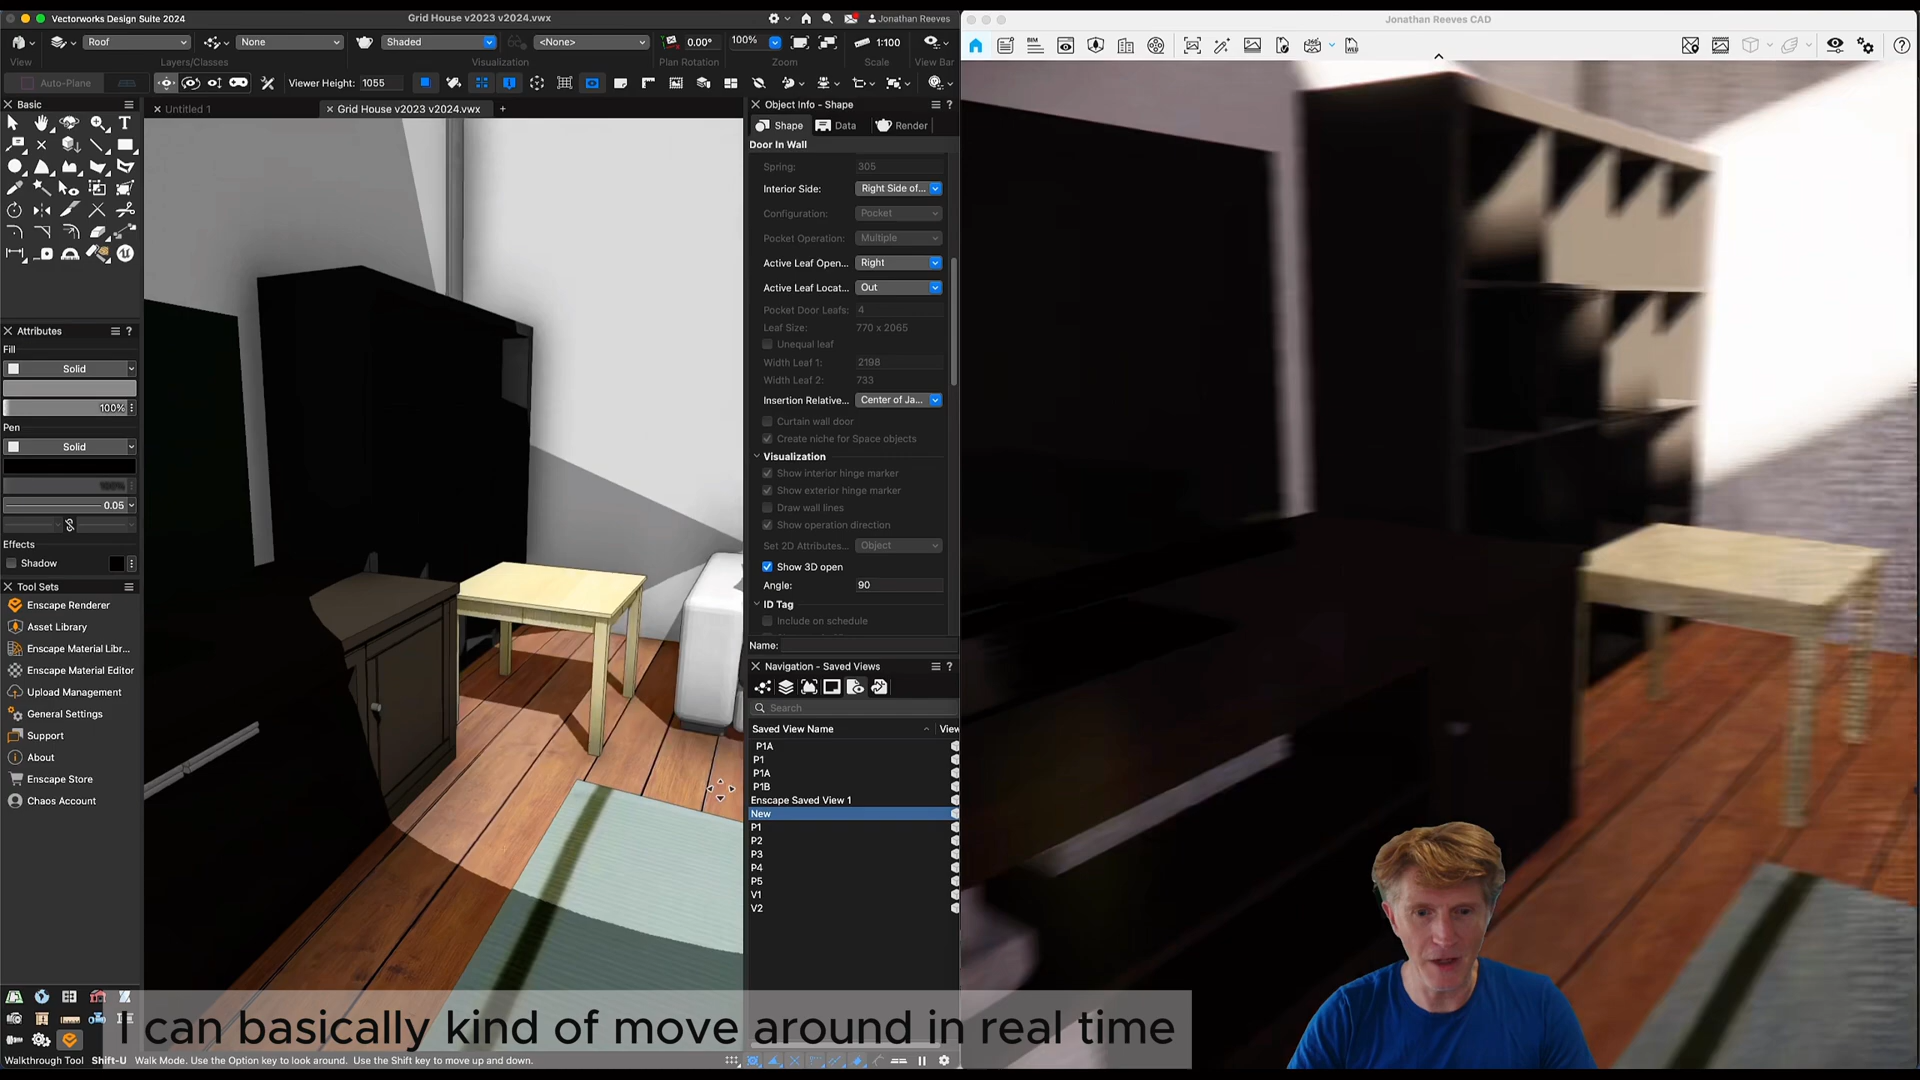 Vectorworks Design Suite 2024
Grid House v2023 v2024.vwx
Jonathan Reeves
Roof
None
Shaded
<None>
0.00°
100%
1:100
View
Layers/Classes
Visualization
Plan Rotation
Zoom
Scale
View Bar
Auto-Plane
Viewer Height: 1055
Untitled 1
Grid House v2023 v2024.vwx
Basic
Attributes
Fill
Solid
100%
Pen
Solid
100%
0.05
Effects
Shadow
Tool Sets
Enscape Renderer
Asset Library
Enscape Material Libr...
Enscape Material Editor
Upload Management
General Settings
Support
About
Enscape Store
Chaos Account
Object Info - Shape
Shape
Data
Render
Door In Wall
Spring: 305
Interior Side: Right Side of...
Configuration: Pocket
Pocket Operation: Multiple
Active Leaf Open... Right
Active Leaf Locat... Out
Pocket Door Leafs: 4
Leaf Size: 770 x 2065
Unequal leaf
Width Leaf 1: 2198
Width Leaf 2: 733
Insertion Relative... Center of Ja...
Curtain wall door
Create niche for Space objects
Visualization
Show interior hinge marker
Show exterior hinge marker
Draw wall lines
Show operation direction
Set 2D Attributes... Object
Show 3D open
Angle: 90
ID Tag
Include on schedule
Name:
Navigation - Saved Views
Search
Saved View Name
View
P1A
P1
P1A
P1B
Enscape Saved View 1
New
P1
P2
P3
P4
P5
V1
V2
Jonathan Reeves CAD
I can basically kind of move around in real time
Walkthrough Tool Shift-U Walk Mode. Use the Option key to look around. Use the Shift key to move up and down.